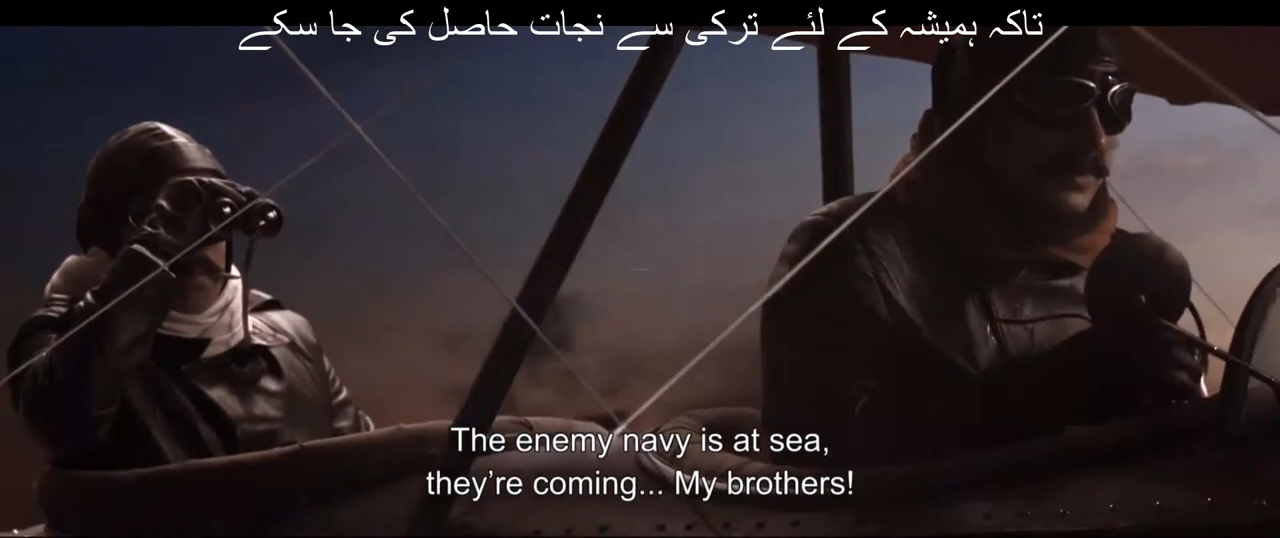 تاکہ ہمیشہ کے لئے ترکی سے نجات حاصل کی جا سکے
The enemy navy is at sea,
they're coming... My brothers!